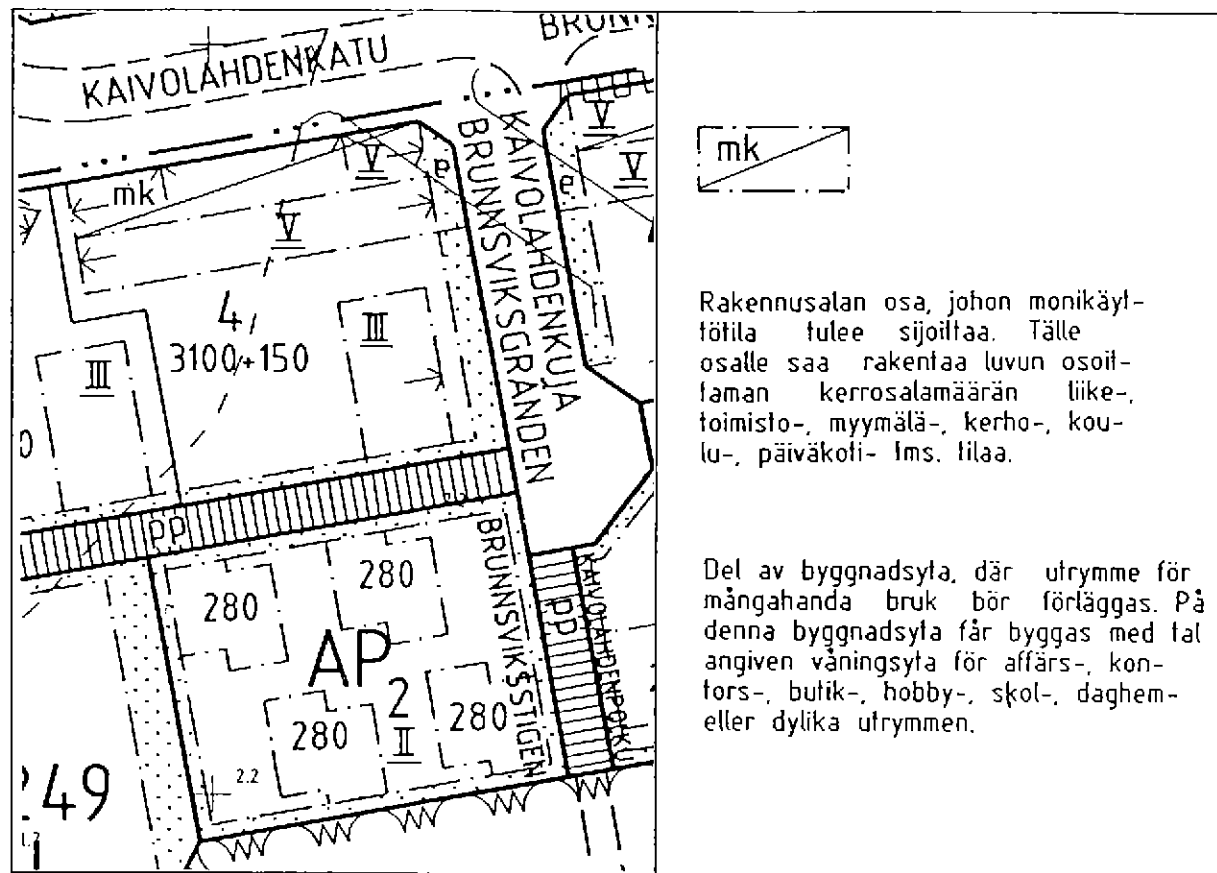 BRUNN
KAIVOLAHDENKATU
KAIVOLAHDENKUJA
BRUNNSVIKSGRÄNDEN
V
V
e
e
mk
V
V
4
3100+150
III
III
0
PP
280
280
AP
2
II
280
280
BRUNNSVIKSSTIGEN
PP
KAIVOLAHDENPOLKU
2.2
249
mk
Rakennusalan osa, johon monikäyt-
tötila tulee sijoittaa. Tälle
osalle saa rakentaa luvun osoit-
taman kerrosalamäärän liike-,
toimisto-, myymälä-, kerho-, kou-
lu-, päiväkoti- tms. tilaa.
Del av byggnadsyta, där utrymme för
mångahanda bruk bör förläggas. På
denna byggnadsyta får byggas med tal
angiven våningsyta för affärs-, kon-
tors-, butik-, hobby-, skol-, daghem-
eller dylika utrymmen.